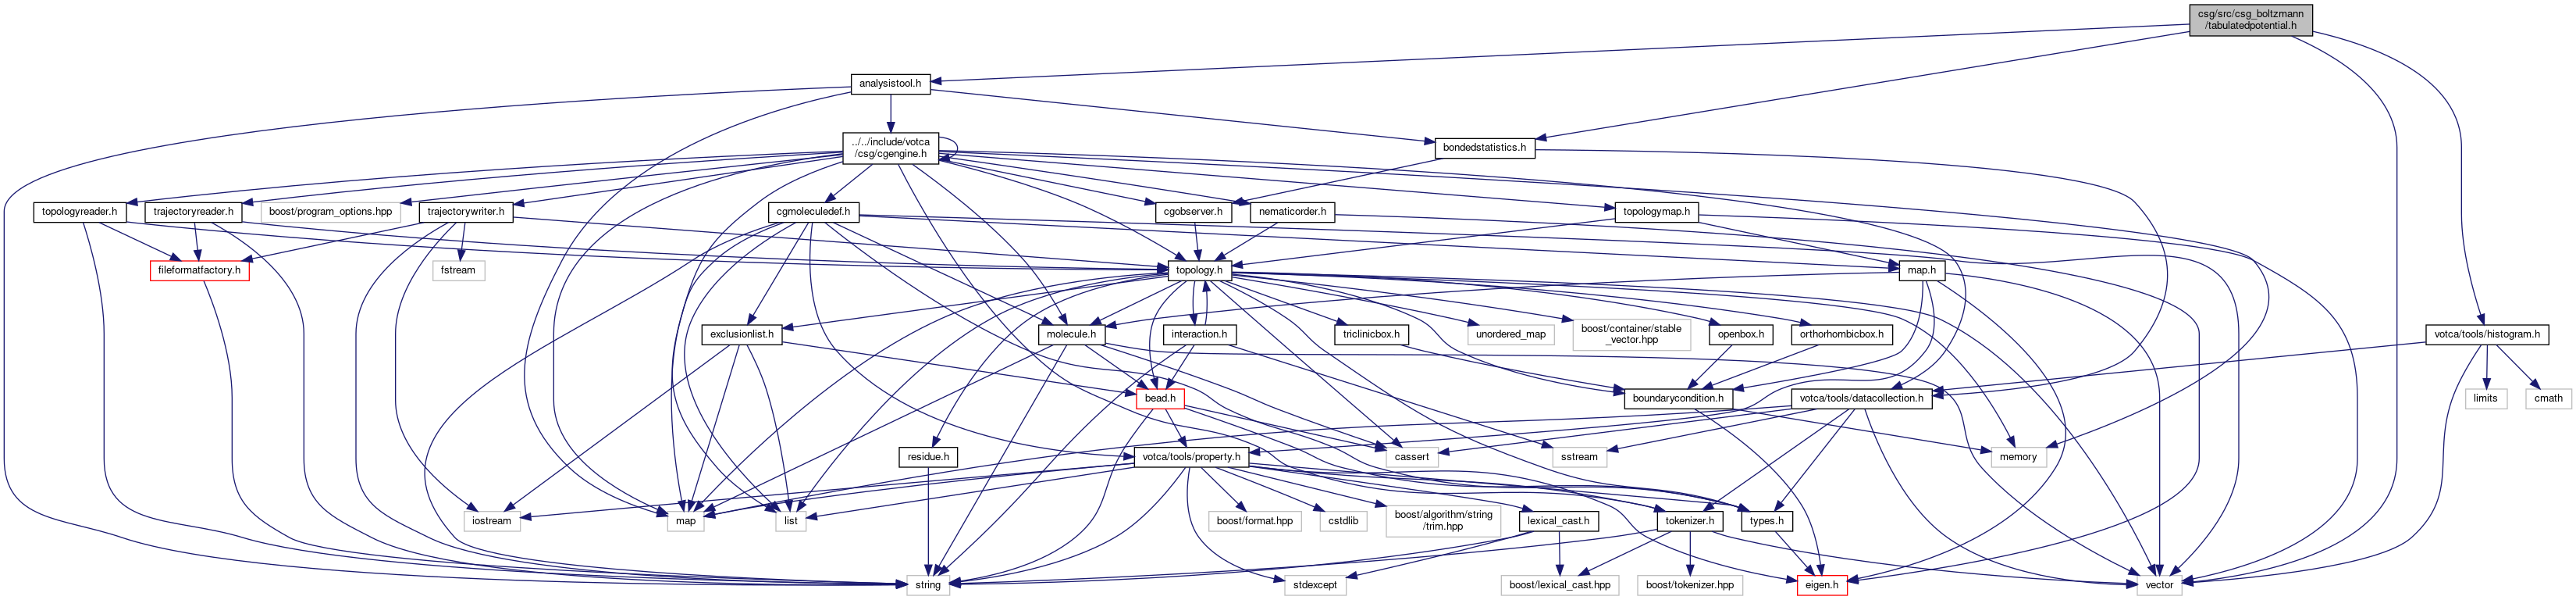 csg/src/csg_boltzmann
/tabulatedpotential.h
analysistool.h
../../include/votca
/csg/cgengine.h
bondedstatistics.h
topologyreader.h
trajectoryreader.h
boost/program_options.hpp
trajectorywriter.h
cgmoleculedef.h
cgobserver.h
nematicorder.h
topologymap.h
fileformatfactory.h
fstream
topology.h
map.h
exclusionlist.h
molecule.h
interaction.h
triclinicbox.h
unordered_map
boost/container/stable
_vector.hpp
openbox.h
orthorhombicbox.h
votca/tools/histogram.h
bead.h
boundarycondition.h
votca/tools/datacollection.h
limits
cmath
residue.h
votca/tools/property.h
cassert
sstream
memory
iostream
map
list
boost/format.hpp
cstdlib
boost/algorithm/string
/trim.hpp
lexical_cast.h
tokenizer.h
types.h
string
stdexcept
boost/lexical_cast.hpp
boost/tokenizer.hpp
eigen.h
vector